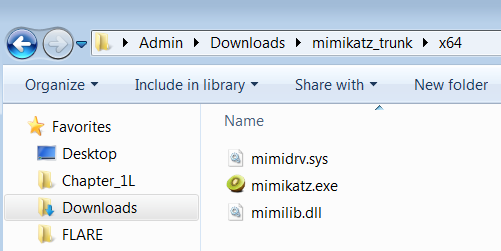 Admin Downloads mimikatz_trunk x64
Organize Include in library Share with New folder
Favorites
Desktop
Chapter_1L
Downloads
FLARE
Name
mimidrv.sys
mimikatz.exe
mimilib.dll